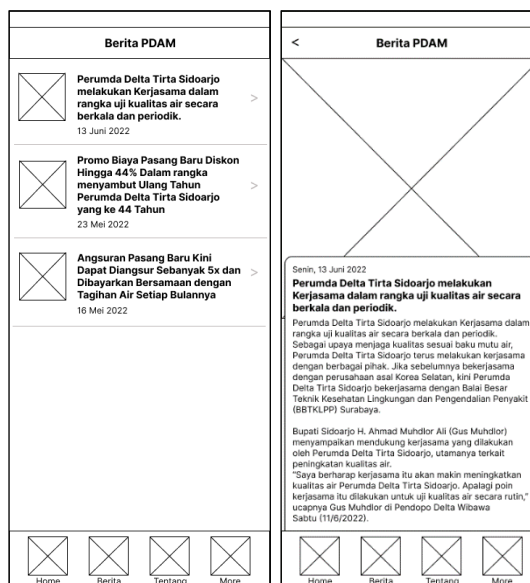 Berita PDAM
Perumda Delta Tirta Sidoarjo
melakukan Kerjasama dalam
rangka uji kualitas air secara
berkala dan periodik.
>
13 Juni 2022
Promo Biaya Pasang Baru Diskon
Hingga 44% Dalam rangka
menyambut Ulang Tahun
Perumda Delta Tirta Sidoarjo
yang ke 44 Tahun
>
23 Mei 2022
Angsuran Pasang Baru Kini
Dapat Diangsur Sebanyak 5x dan
Dibayarkan Bersamaan dengan
Tagihan Air Setiap Bulannya
>
16 Mei 2022
Home Berita Tentang More
< Berita PDAM
Senin, 13 Juni 2022
Perumda Delta Tirta Sidoarjo melakukan
Kerjasama dalam rangka uji kualitas air secara
berkala dan periodik.
Perumda Delta Tirta Sidoarjo melakukan Kerjasama dalam
rangka uji kualitas air secara berkala dan periodik.
Sebagai upaya menjaga kualitas sesuai baku mutu air,
Perumda Delta Tirta Sidoarjo terus melakukan kerjasama
dengan berbagai pihak. Jika sebelumnya bekerjasama
dengan perusahaan asal Korea Selatan, kini Perumda
Delta Tirta Sidoarjo bekerjasama dengan Balai Besar
Teknik Kesehatan Lingkungan dan Pengendalian Penyakit
(BBTKLPP) Surabaya.
Bupati Sidoarjo H. Ahmad Muhdlor Ali (Gus Muhdlor)
menyampaikan mendukung kerjasama yang dilakukan
oleh Perumda Delta Tirta Sidoarjo, utamanya terkait
peningkatan kualitas air.
"Saya berharap kerjasama itu akan makin meningkatkan
kualitas air Perumda Delta Tirta Sidoarjo. Apalagi poin
kerjasama itu dilakukan untuk uji kualitas air secara rutin,"
ucapnya Gus Muhdlor di Pendopo Delta Wibawa
Sabtu (11/6/2022).
Home Berita Tentang More